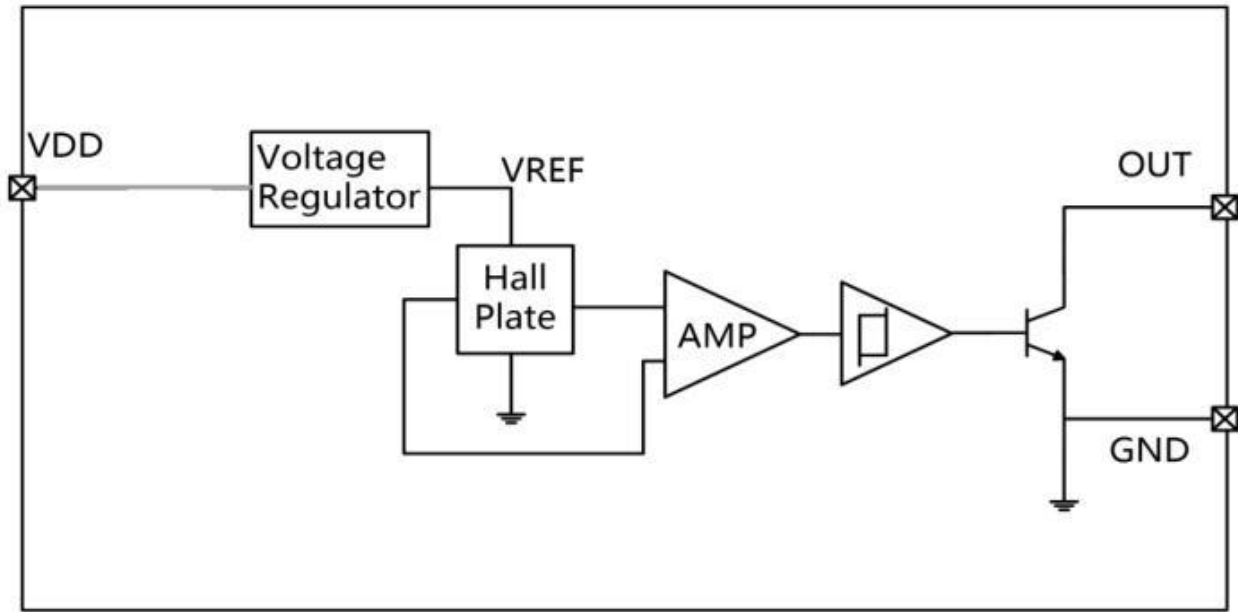 VDD
Voltage
Regulator
VREF
OUT
Hall
Plate
AMP
GND